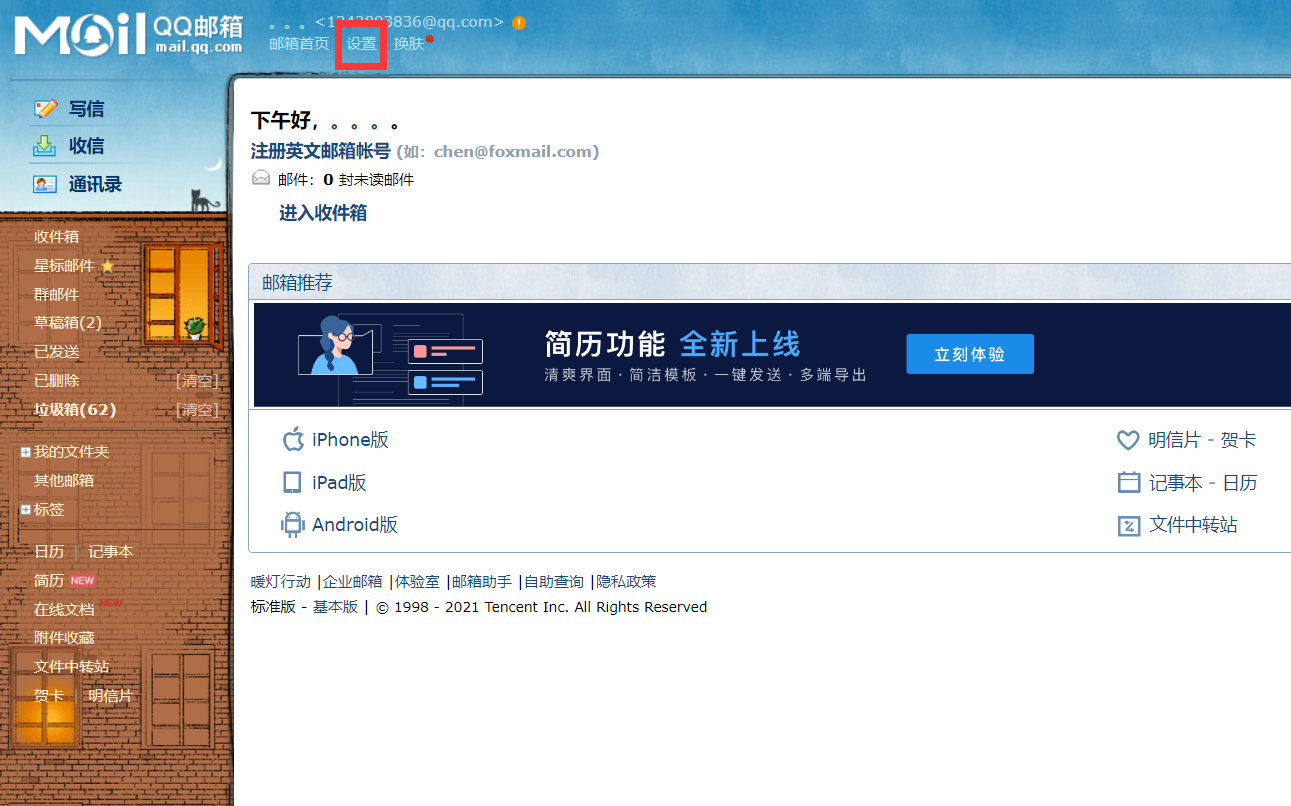 Mail QQ邮箱
mail.qq.com
。。。<1243893836@qq.com>
邮箱首页 设置 换肤
写信
收信
通讯录
收件箱
星标邮件
群邮件
草稿箱(2)
已发送
已删除 [清空]
垃圾箱(62) [清空]
我的文件夹
其他邮箱
标签
日历 | 记事本
简历 NEW
在线文档 NEW
附件收藏
文件中转站
贺卡 | 明信片
下午好，。。。。
注册英文邮箱帐号 (如：chen@foxmail.com)
邮件：0 封未读邮件
进入收件箱
邮箱推荐
简历功能 全新上线
清爽界面·简洁模板·一键发送·多端导出
立刻体验
iPhone版
iPad版
Android版
明信片 - 贺卡
记事本 - 日历
文件中转站
暖灯行动 |企业邮箱 |体验室 |邮箱助手 |自助查询 |隐私政策
标准版 - 基本版 | © 1998 - 2021 Tencent Inc. All Rights Reserved